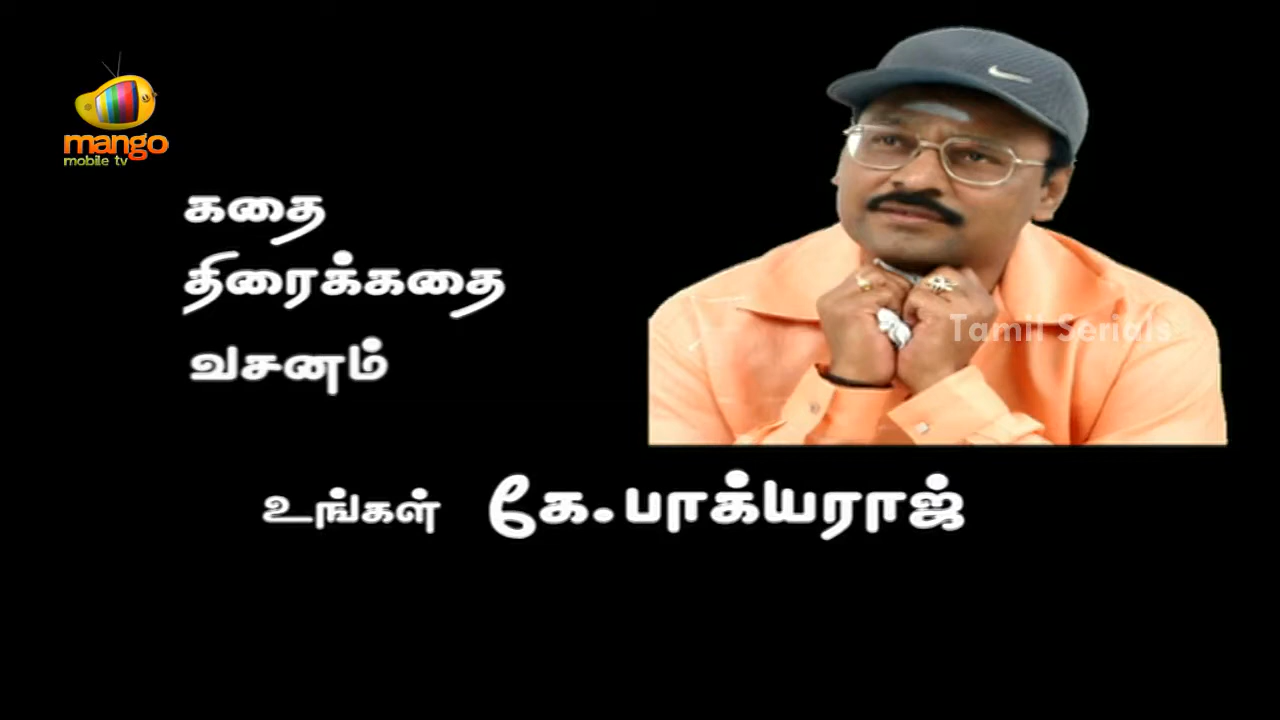 mango
mobile tv
கதை
திரைக்கதை
வசனம்
Tamil Serials
உங்கள் கே.பாக்யராஜ்